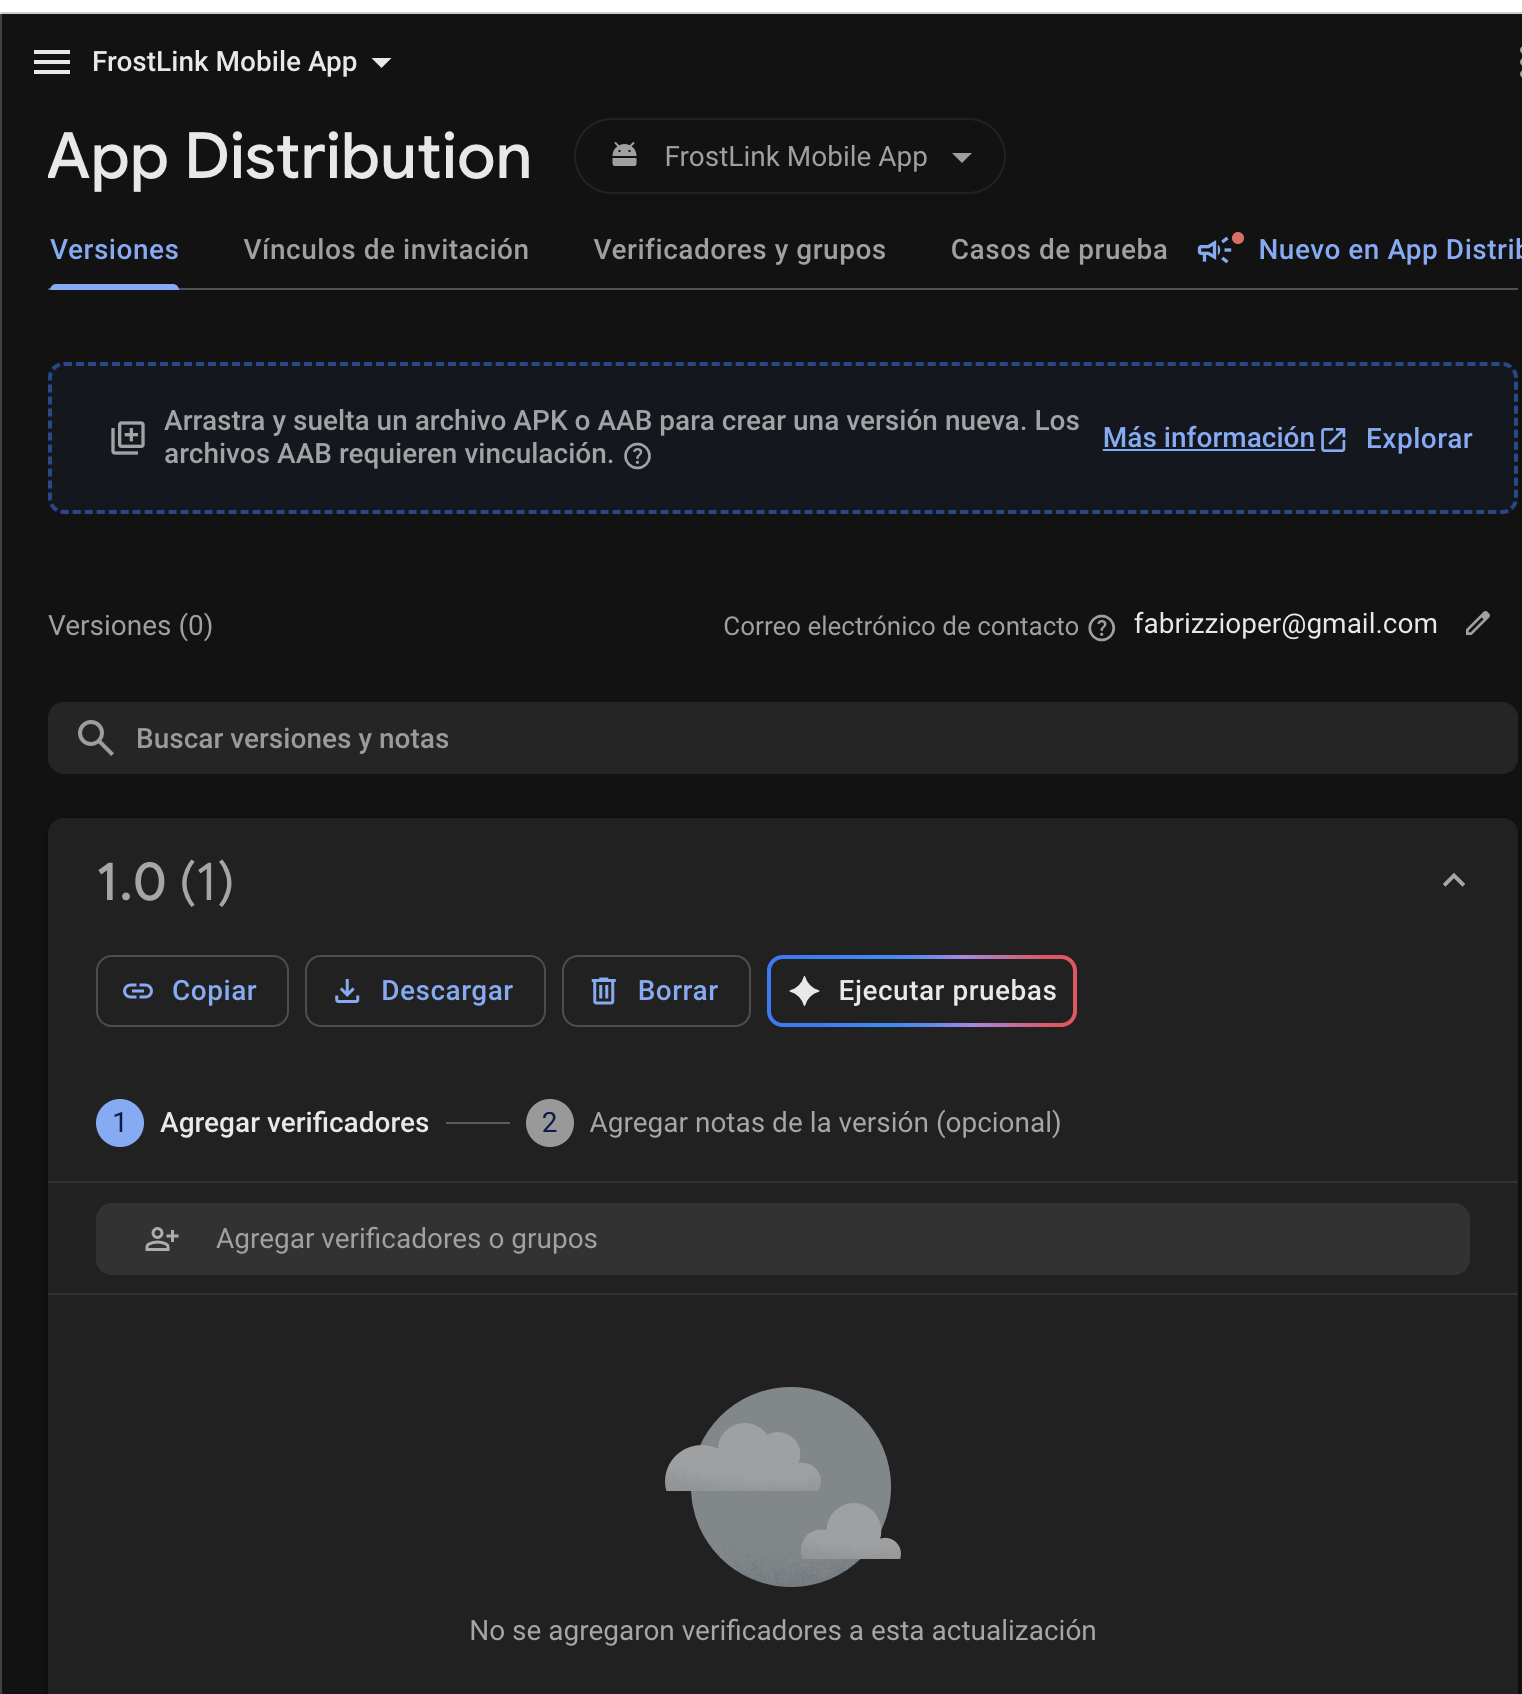 FrostLink Mobile App
App Distribution
FrostLink Mobile App
Versiones
Vínculos de invitación
Verificadores y grupos
Casos de prueba
Nuevo en App Distrib
Arrastra y suelta un archivo APK o AAB para crear una versión nueva. Los
archivos AAB requieren vinculación.
Más información
Explorar
Versiones (0)
Correo electrónico de contacto
fabrizzioper@gmail.com
Buscar versiones y notas
1.0 (1)
Copiar
Descargar
Borrar
Ejecutar pruebas
1 Agregar verificadores
2 Agregar notas de la versión (opcional)
Agregar verificadores o grupos
No se agregaron verificadores a esta actualización